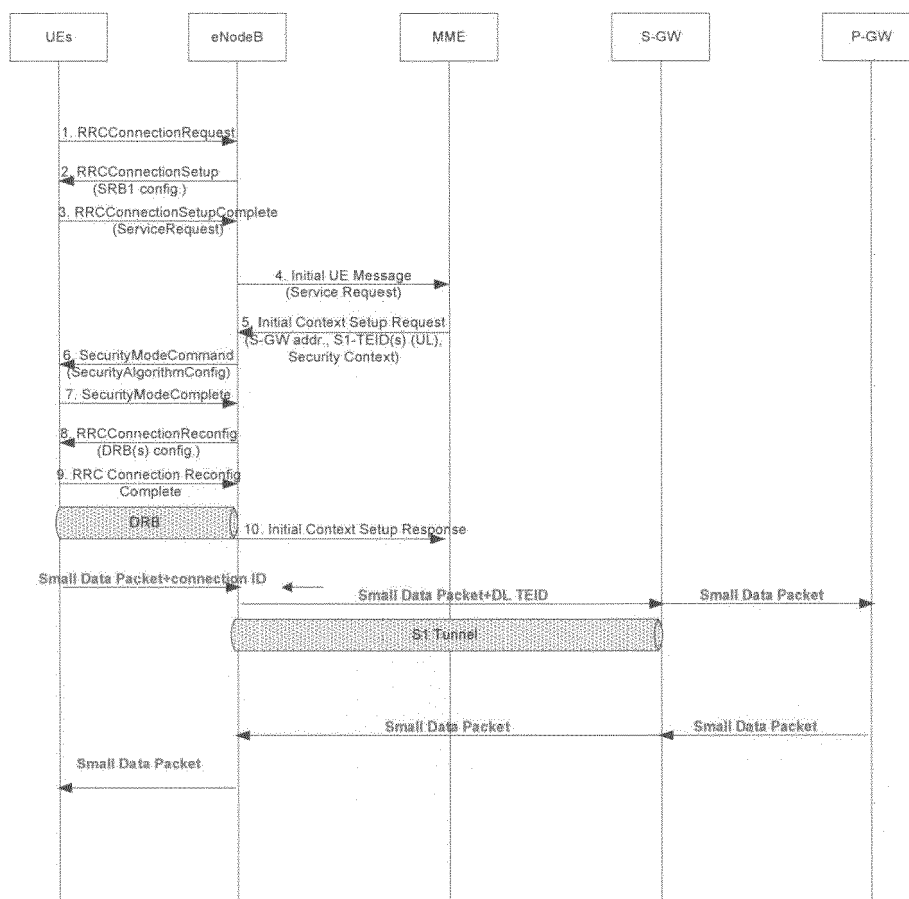 UEs
eNodeB
MME
S-GW
P-GW
1. RRCConnectionRequest
2. RRCConnectionSetup
(SRB1 config.)
3. RRCConnectionSetupComplete
(ServiceRequest)
4. Initial UE Message
(Service Request)
5. Initial Context Setup Request
(S-GW addr., S1-TEID(s) (UL),
Security Context)
6. SecurityModeCommand
(SecurityAlgorithmConfig)
7. SecurityModeComplete
8. RRCConnectionReconfig
(DRB(s) config.)
9. RRC Connection Reconfig
Complete
DRB
10. Initial Context Setup Response
Small Data Packet+connection ID
Small Data Packet+DL TEID
Small Data Packet
S1 Tunnel
Small Data Packet
Small Data Packet
Small Data Packet